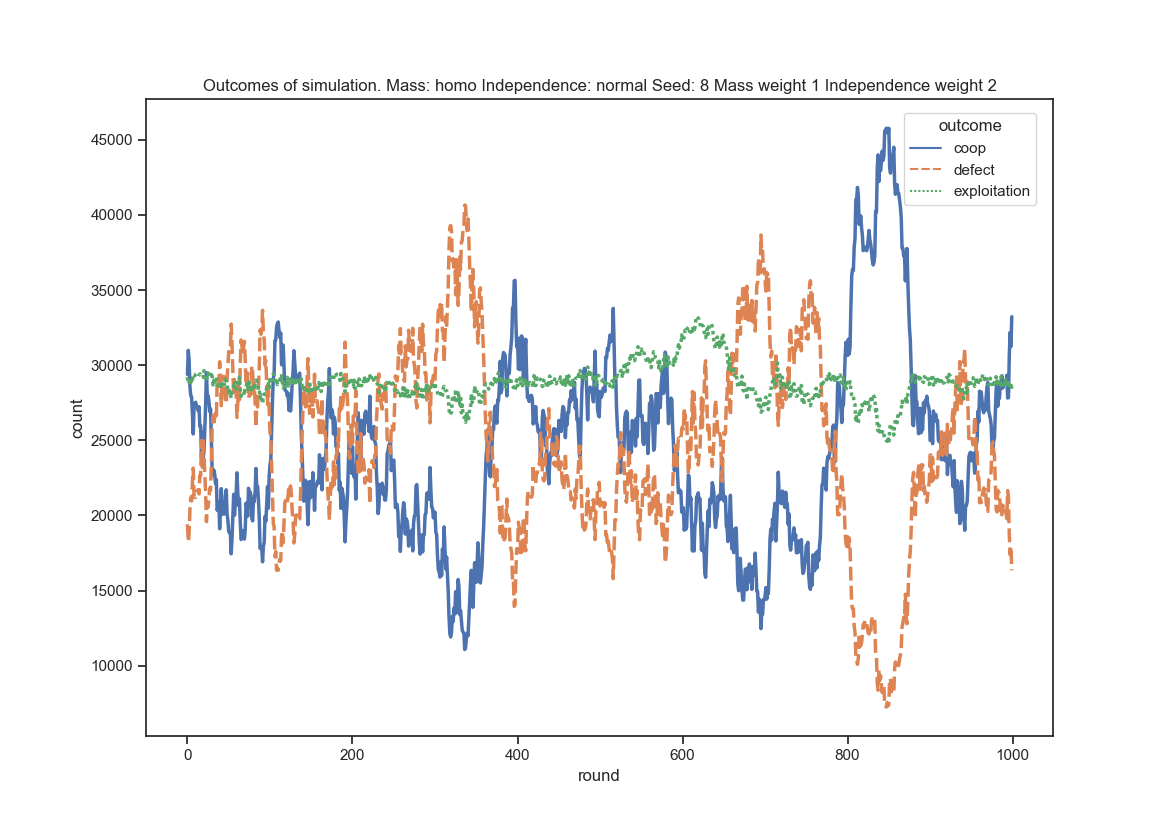 Outcomes of simulation. Mass: homo Independence: normal Seed: 8 Mass weight 1 Independence weight 2
outcome
coop
defect
exploitation
45000
40000
35000
30000
25000
20000
15000
10000
count
0 200 400 600 800 1000
round